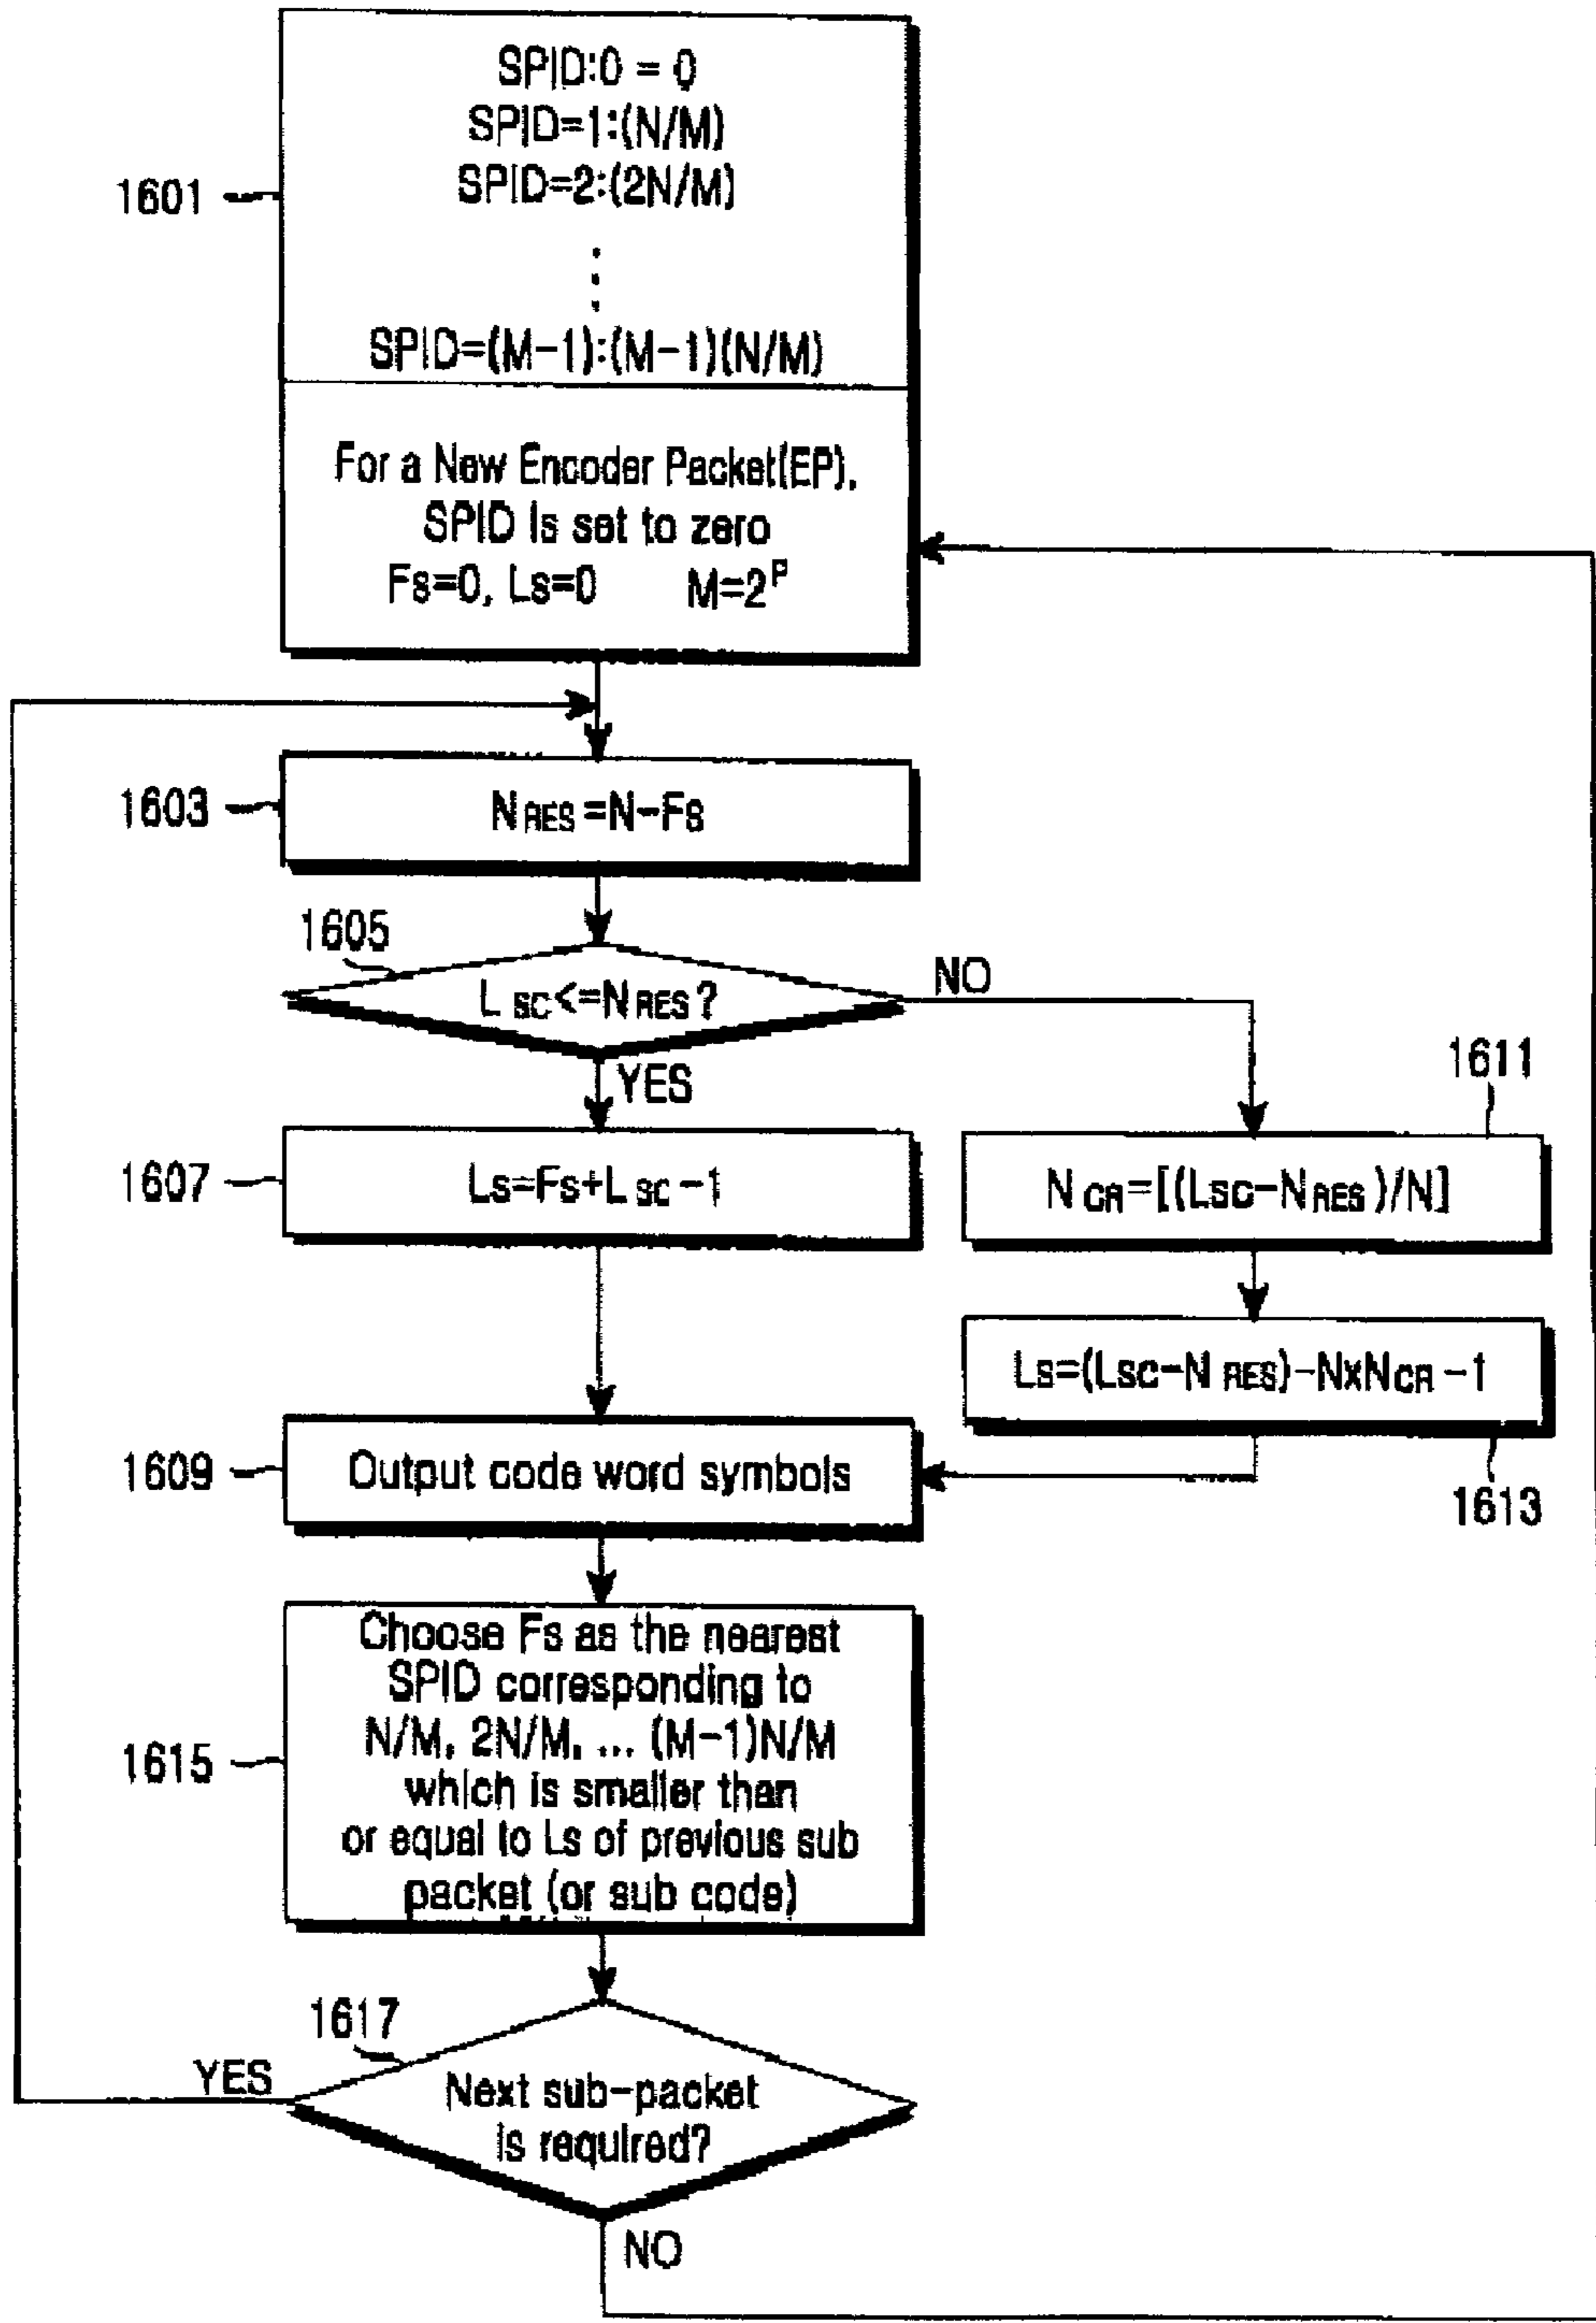 SPID:0 = 0
SPID=1:(N/M)
1601
SPID=2:(2N/M)
SPID=(M-1):(M-1)(N/M)
For a New Encoder Packet(EP),
SPID is set to zero
Fs=0, Ls=0 M=2^P
1603
N RES =N-Fs
1605
L SC <=N RES ?
NO
YES
1611
1607
Ls=Fs+L SC -1
N CR =[(LSC-N RES )/N]
Ls=(LSC-N RES)-NxNCR -1
1609
Output code word symbols
1613
Choose Fs as the nearest
SPID corresponding to
N/M, 2N/M, ... (M-1)N/M
1615
which is smaller than
or equal to Ls of previous sub
packet (or sub code)
1617
YES
Next sub-packet
is required?
NO